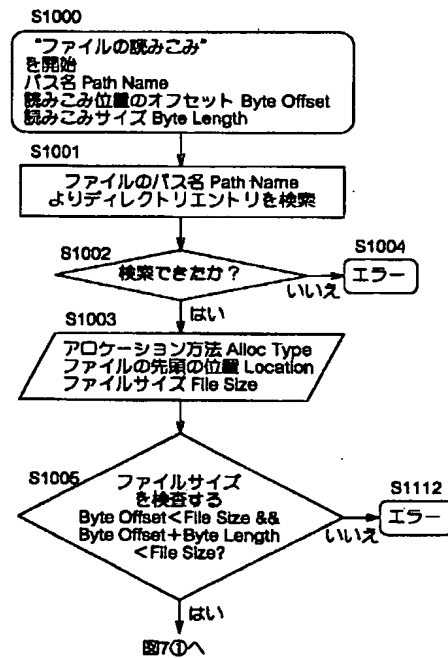 S1000
“ファイルの読みこみ”
を開始
パス名 Path Name
読みこみ位置のオフセット Byte Offset
読みこみサイズ Byte Length
S1001
ファイルのパス名 Path Name
よりディレクトリエントリを検索
S1002
検索できたか？
S1004
エラー
いいえ
はい
S1003
アロケーション方法 Alloc Type
ファイルの先頭の位置 Location
ファイルサイズ File Size
S1005
ファイルサイズ
を検査する
Byte Offset<File Size &&
Byte Offset+Byte Length
<File Size?
S1112
エラー
いいえ
はい
図7①へ